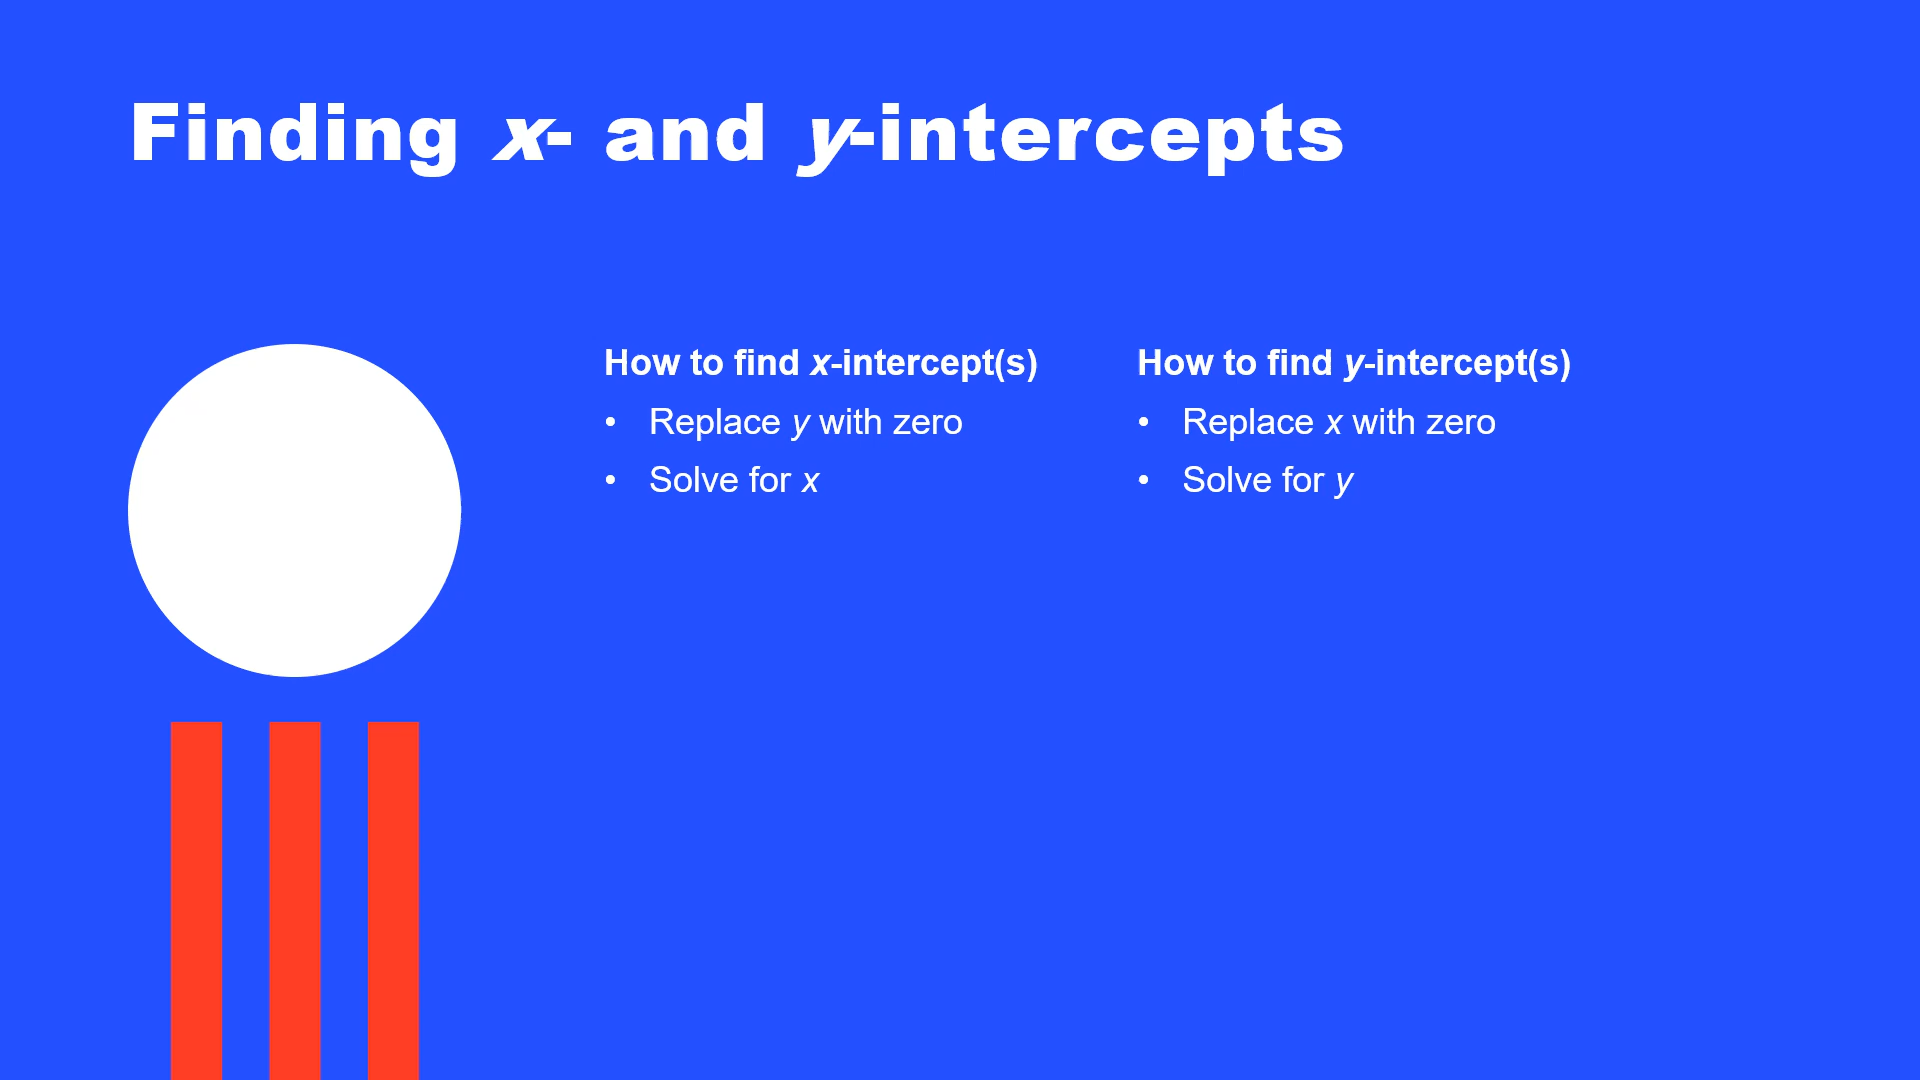 Finding x- and y-intercepts
How to find x-intercept(s)
• Replace y with zero
• Solve for x
How to find y-intercept(s)
• Replace x with zero
• Solve for y